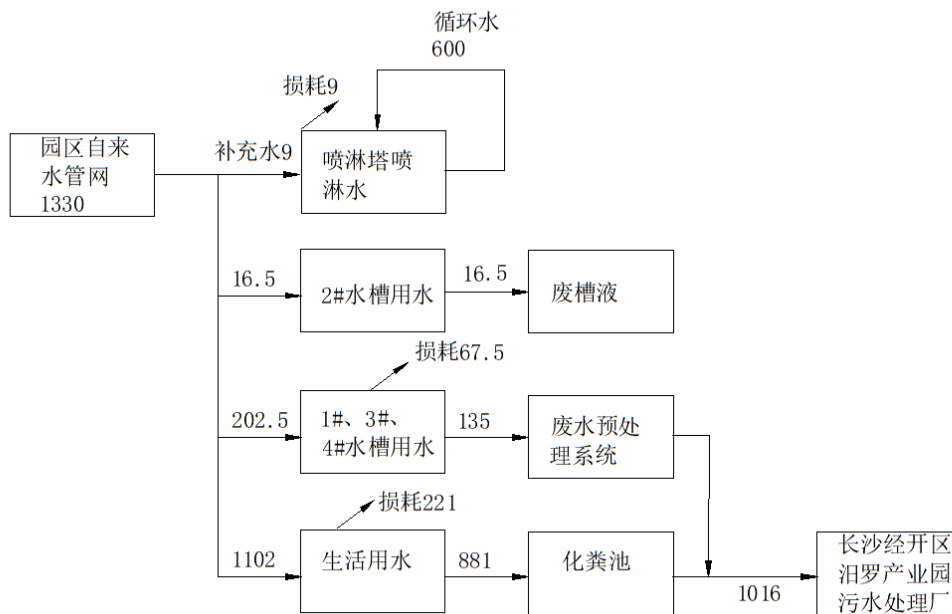 循环水
600
损耗9
园区自来
水管网
1330
补充水9
喷淋塔喷
淋水
16.5
2#水槽用水
16.5
废槽液
损耗67.5
202.5
1#、3#、
4#水槽用水
135
废水预处
理系统
损耗221
1102
生活用水
881
化粪池
1016
长沙经开区
汨罗产业园
污水处理厂